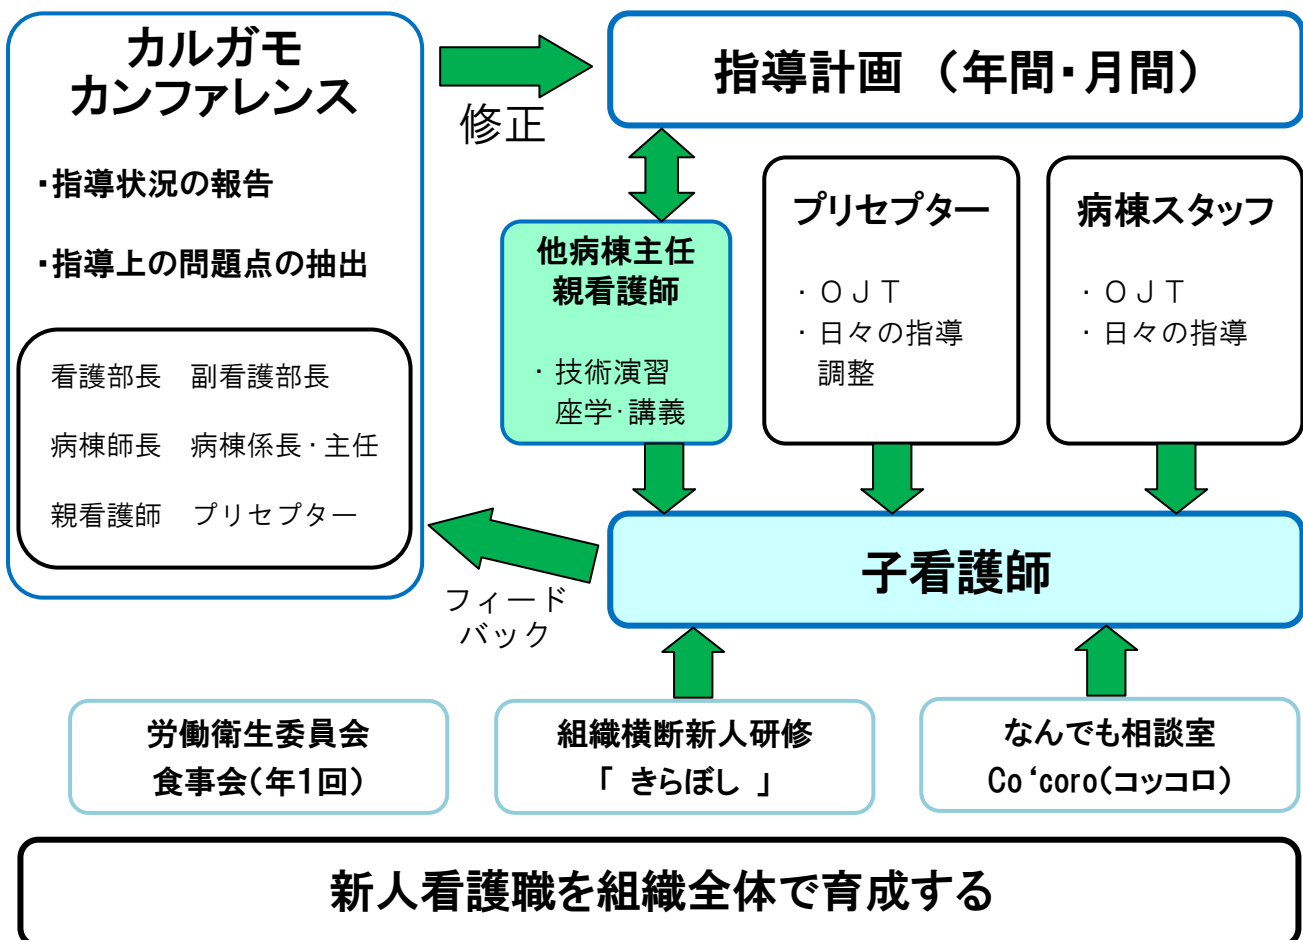 カルガモ
カンファレンス
・指導状況の報告
・指導上の問題点の抽出
看護部長　副看護部長
病棟師長　病棟係長・主任
親看護師　プリセプター
修正
指導計画 （年間・月間）
他病棟主任
親看護師
・技術演習
座学・講義
プリセプター
・ＯＪＴ
・日々の指導
調整
病棟スタッフ
・ＯＪＴ
・日々の指導
子看護師
フィード
バック
労働衛生委員会
食事会（年1回）
組織横断新人研修
「 きらぼし 」
なんでも相談室
Co‘coro（コッコロ）
新人看護職を組織全体で育成する